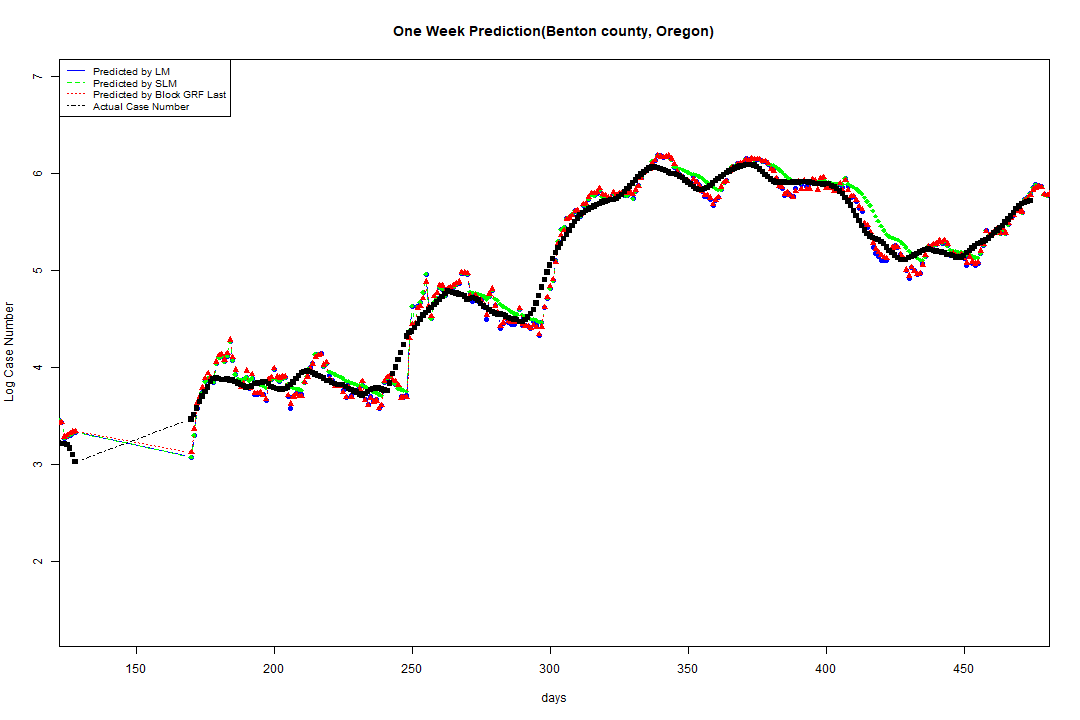 One Week Prediction(Benton county, Oregon)
Predicted by LM
Predicted by SLM
Predicted by Block GRF Last
Actual Case Number
7
6
5
4
3
2
Log Case Number
150 200 250 300 350 400 450
days